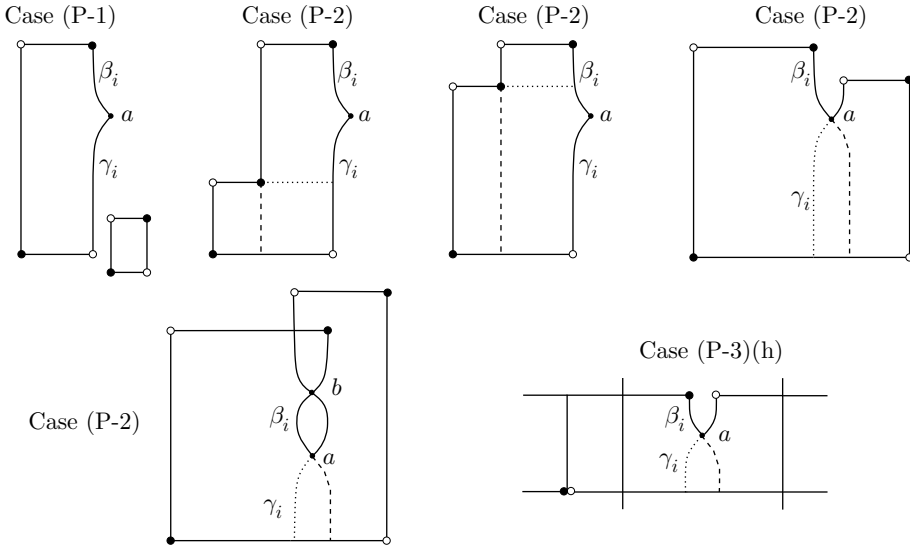 Case (P-1)
Case (P-2)
Case (P-2)
Case (P-2)
β_i
a
γ_i
β_i
a
γ_i
β_i
a
γ_i
β_i
a
γ_i
Case (P-2)
b
β_i
a
γ_i
Case (P-3)(h)
β_i
a
γ_i